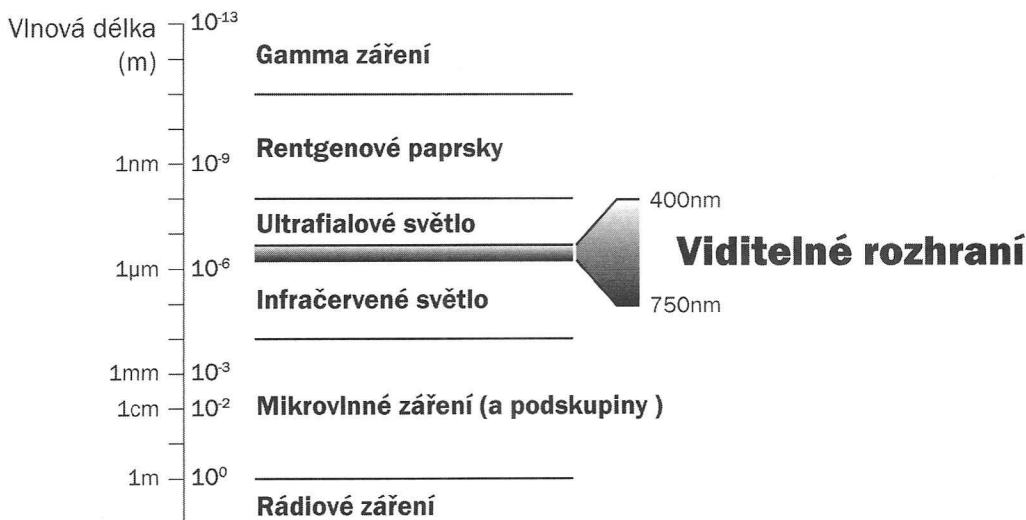 Vlnová délka
(m)
10⁻¹³
Gamma záření
Rentgenové paprsky
1nm
10⁻⁹
Ultrafialové světlo
400nm
Viditelné rozhraní
1µm
10⁻⁶
Infračervené světlo
750nm
1mm
10⁻³
1cm
10⁻²
Mikrovlnné záření (a podskupiny )
1m
10⁰
Rádiové záření